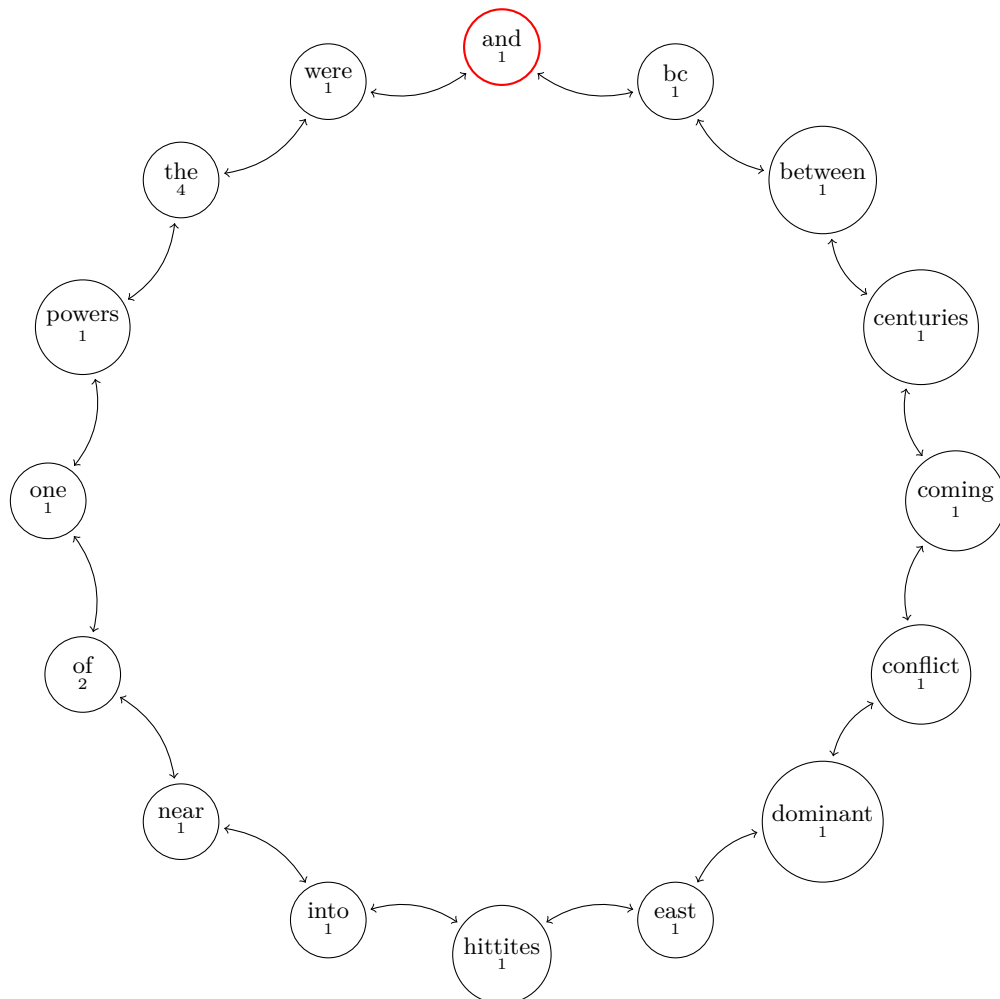 and
1
bc
1
between
1
centuries
1
coming
1
conflict
1
dominant
1
east
1
hittites
1
into
1
near
1
of
2
one
1
powers
1
the
4
were
1